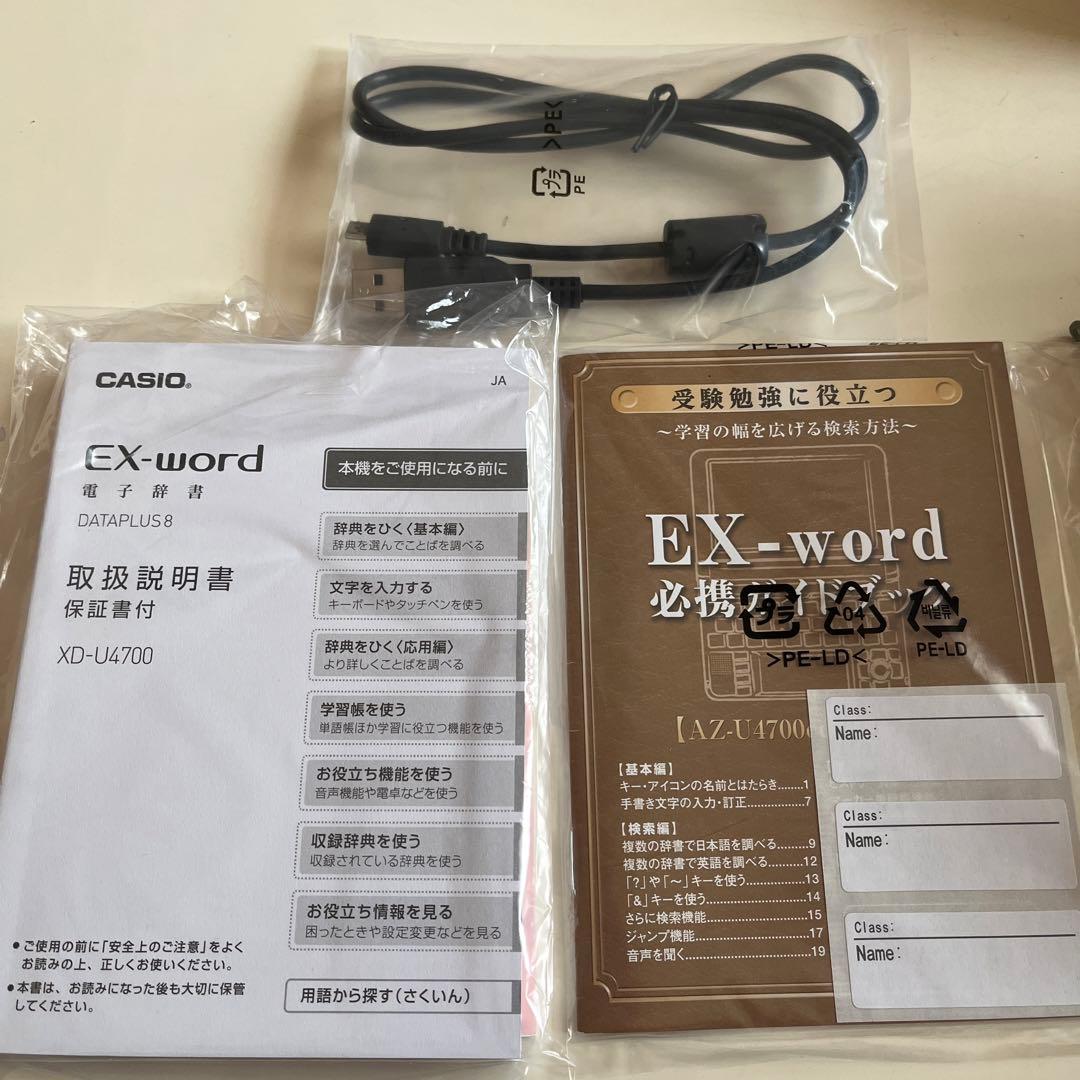 >PE<
プラ
PE
CASIO®
JA
EX-word
電子辞書
DATAPLUS8
取扱説明書
保証書付
XD-U4700
本機をご使用になる前に
辞典をひく〈基本編〉
辞典を選んでことばを調べる
文字を入力する
キーボードやタッチペンを使う
辞典をひく〈応用編〉
より詳しくことばを調べる
学習帳を使う
単語帳ほか学習に役立つ機能を使う
お役立ち機能を使う
音声機能や電卓などを使う
収録辞典を使う
収録されている辞典を使う
お役立ち情報を見る
困ったときや設定変更などを見る
用語から探す(さくいん)
●ご使用の前に「安全上のご注意」をよく
お読みの上、正しくお使いください。
●本書は、お読みになった後も大切に保管
してください。
>PE-LD<
受験勉強に役立つ
～学習の幅を広げる検索方法～
EX-word
必携ガイドブック
プラ
04
비닐류
>PE-LD<
PE-LD
【AZ-U4700
【基本編】
キー・アイコンの名前とはたらき........1
手書き文字の入力・訂正.................7
【検索編】
複数の辞書で日本語を調べる.........9
複数の辞書で英語を調べる............12
「?」や「～」キーを使う..................13
「&」キーを使う............................14
さらに検索機能............................15
ジャンプ機能...............................17
音声を聞く..................................19
Class:
Name:
Class:
Name:
Class:
Name: